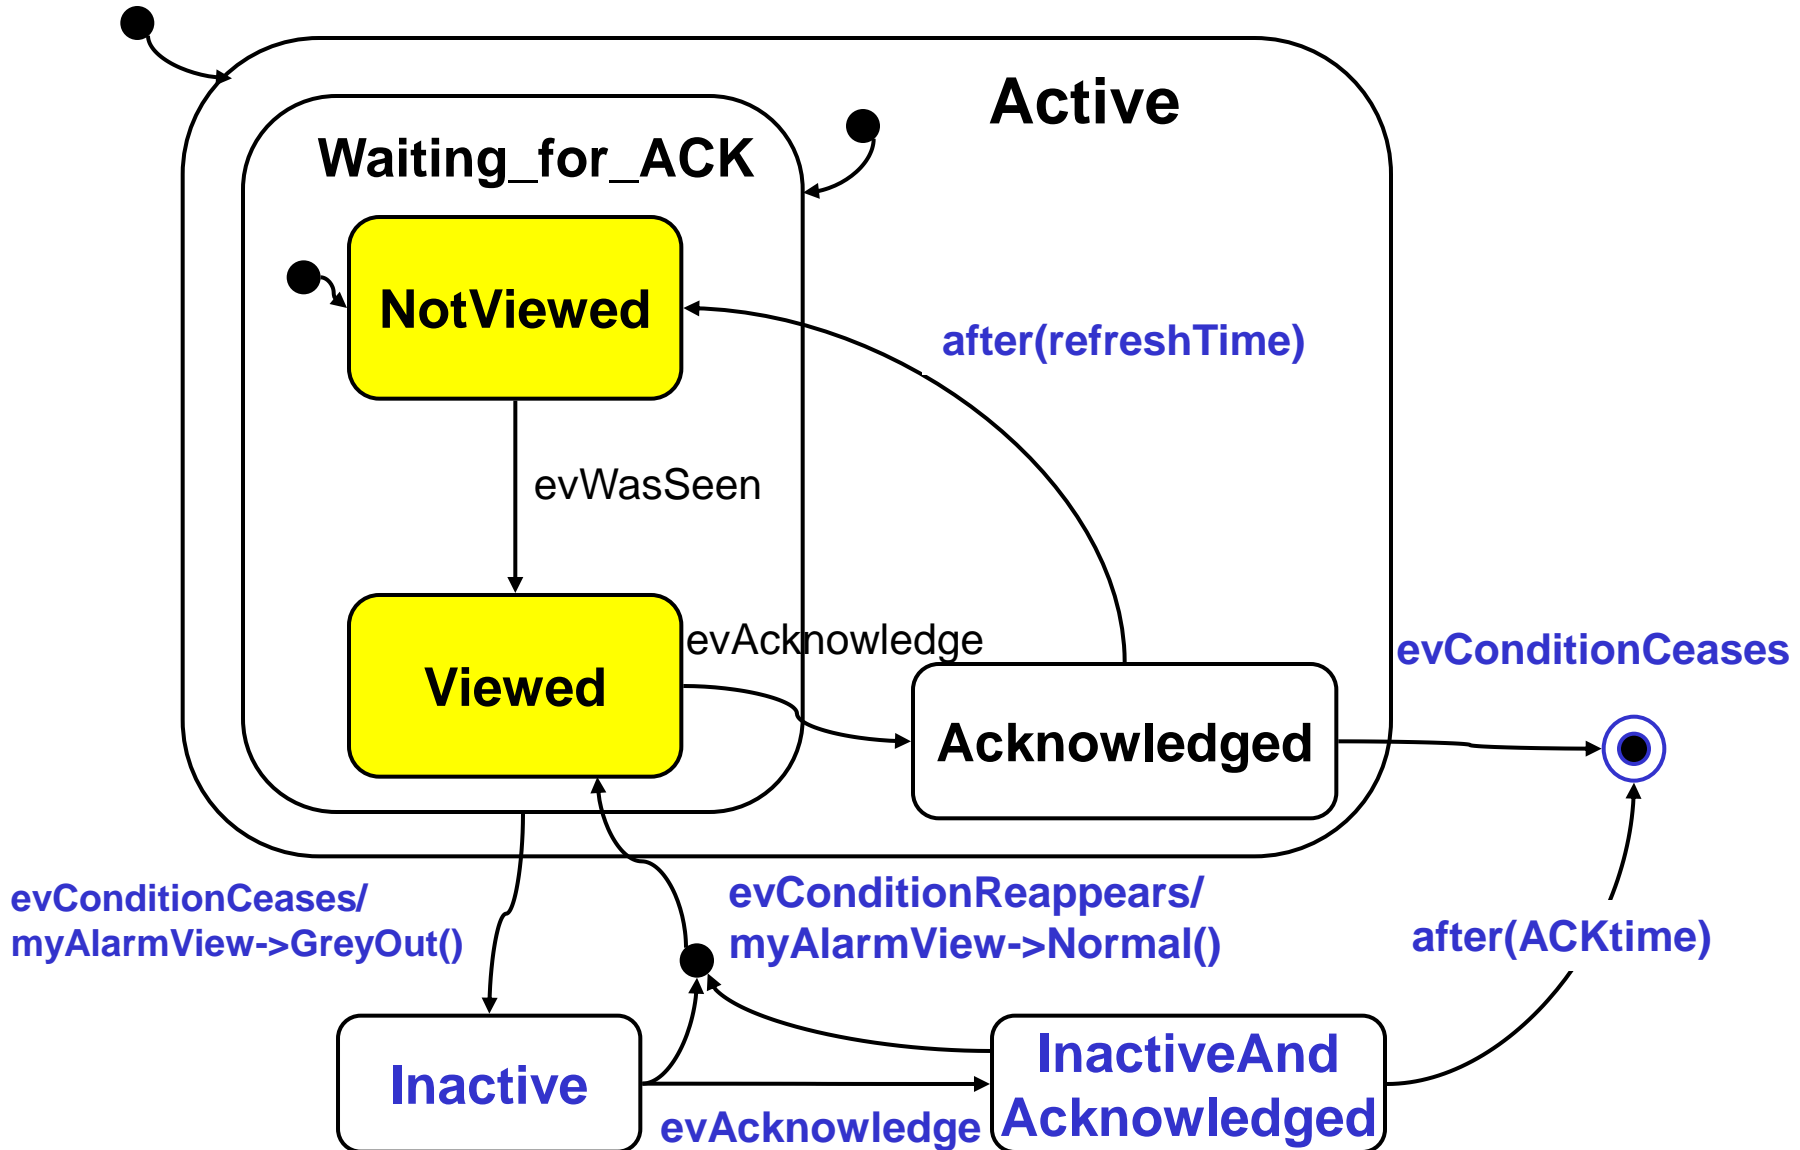 Active
Waiting_for_ACK
NotViewed
after(refreshTime)
evWasSeen
evAcknowledge
evConditionCeases
Viewed
Acknowledged
evConditionCeases/
myAlarmView->GreyOut()
evConditionReappears/
myAlarmView->Normal()
after(ACKtime)
Inactive
evAcknowledge
InactiveAnd
Acknowledged